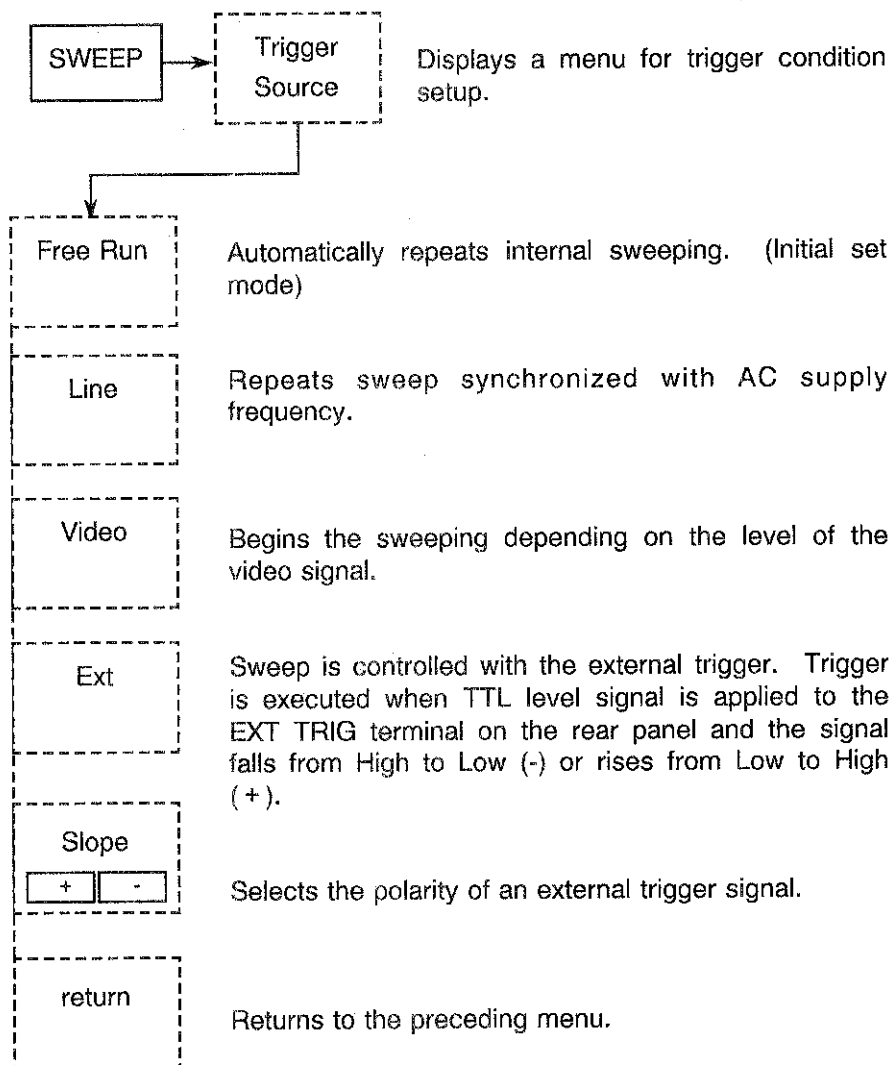 SWEEP
Trigger
Source
Displays a menu for trigger condition
setup.
Free Run
Automatically repeats internal sweeping. (Initial set
mode)
Line
Repeats sweep synchronized with AC supply
frequency.
Video
Begins the sweeping depending on the level of the
video signal.
Ext
Sweep is controlled with the external trigger. Trigger
is executed when TTL level signal is applied to the
EXT TRIG terminal on the rear panel and the signal
falls from High to Low (-) or rises from Low to High
(+).
Slope
+ -
Selects the polarity of an external trigger signal.
return
Returns to the preceding menu.